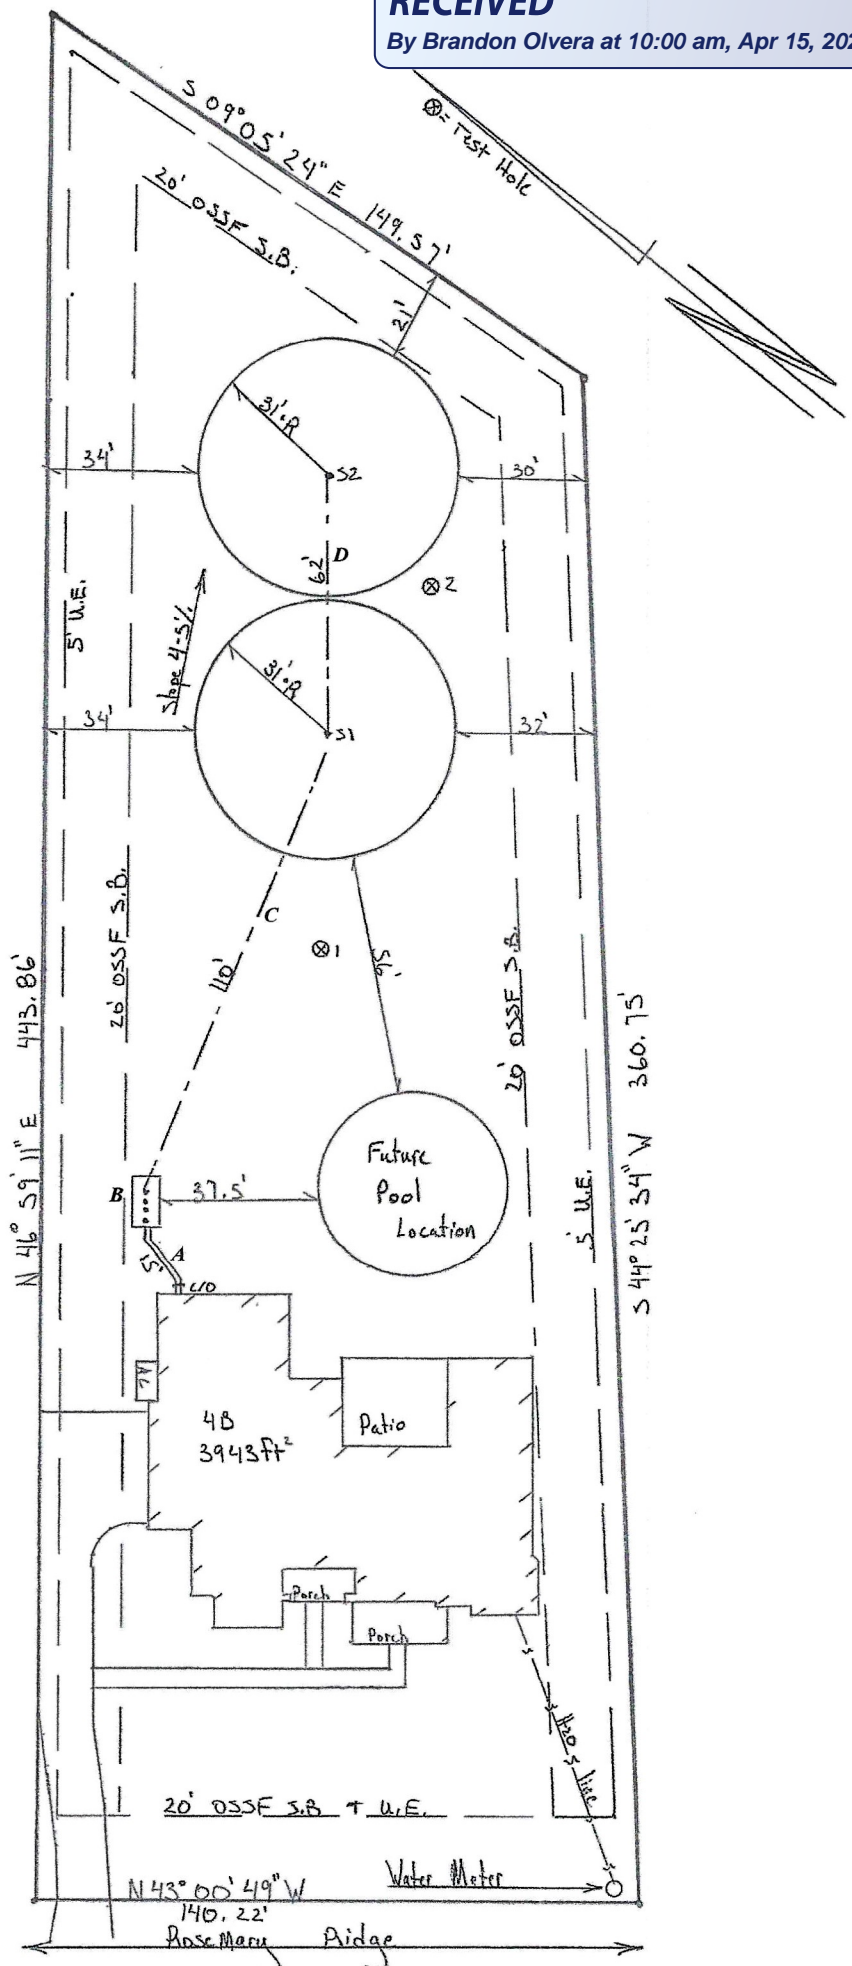 RECEIVED
By Brandon Olvera at 10:00 am, Apr 15, 202
⊗= Test Hole
S 09° 05' 24" E 149.57'
20' OSSF S.B.
21'
31' R
S2
34'
30'
D
62'
⊗ 2
5' U.E.
Slope 4-5%
31' R
S1
34'
32'
20' OSSF S.B.
C
110'
⊗ 1
20' OSSF S.B.
N 46° 59' 11" E 443.86'
S 44° 25' 34" W 360.75'
B
37.5'
Future
Pool
Location
5' U.E.
A
5'
C/O
4B
3943ft²
Patio
Porch
Porch
H2O line
20' OSSF S.B + U.E.
Water Meter
N 43° 00' 49" W
140.22'
RoseMary Ridge